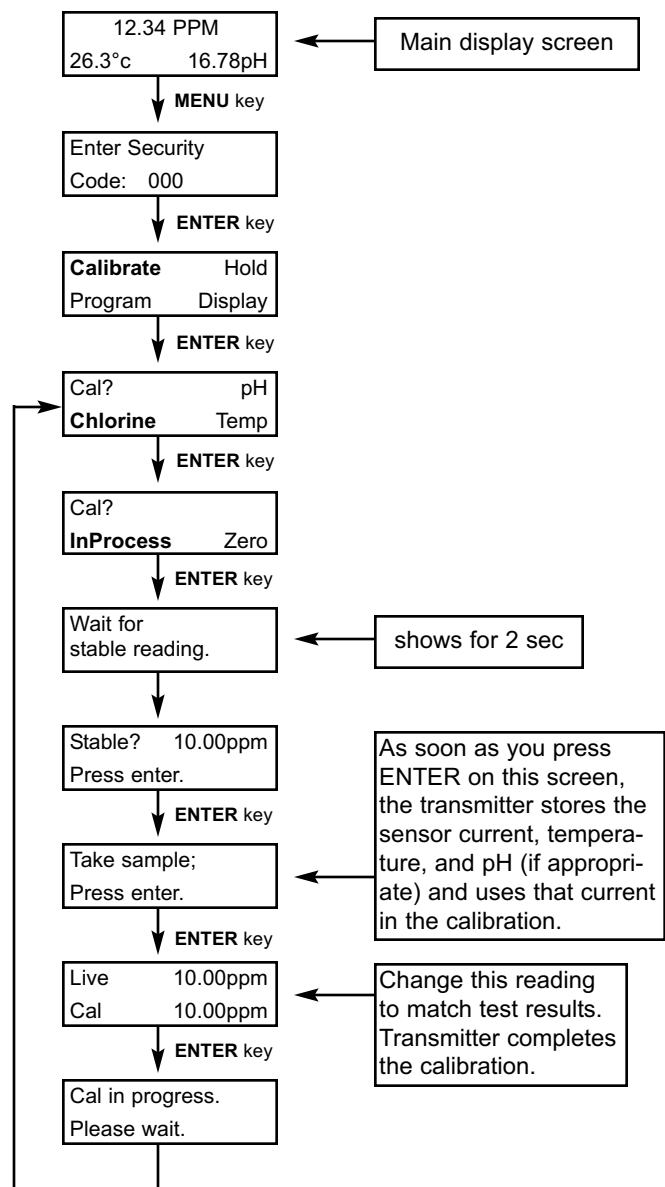 12.34 PPM
26.3°c 16.78pH
Main display screen
MENU key
Enter Security
Code: 000
ENTER key
Calibrate Hold
Program Display
ENTER key
Cal? pH
Chlorine Temp
ENTER key
Cal?
InProcess Zero
ENTER key
Wait for
stable reading.
shows for 2 sec
Stable? 10.00ppm
Press enter.
ENTER key
Take sample;
Press enter.
As soon as you press
ENTER on this screen,
the transmitter stores the
sensor current, tempera-
ture, and pH (if appropri-
ate) and uses that current
in the calibration.
ENTER key
Live 10.00ppm
Cal 10.00ppm
Change this reading
to match test results.
Transmitter completes
the calibration.
ENTER key
Cal in progress.
Please wait.